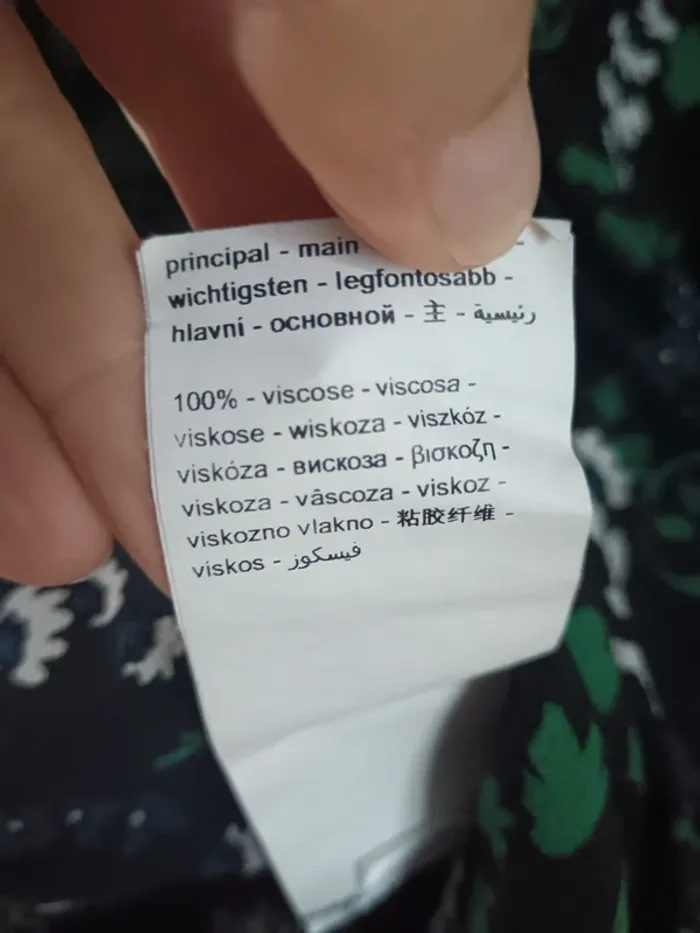 principal - main -
wichtigsten - legfontosabb -
hlavní - основной - 主 - رئيسية
100% - viscose - viscosa -
viskose - wiskoza - viszkóz -
viskóza - вискоза - βισκοζη -
viskoza - vâscoza - viskoz -
viskozno vlakno - 粘胶纤维 -
viskos - فيسكوز